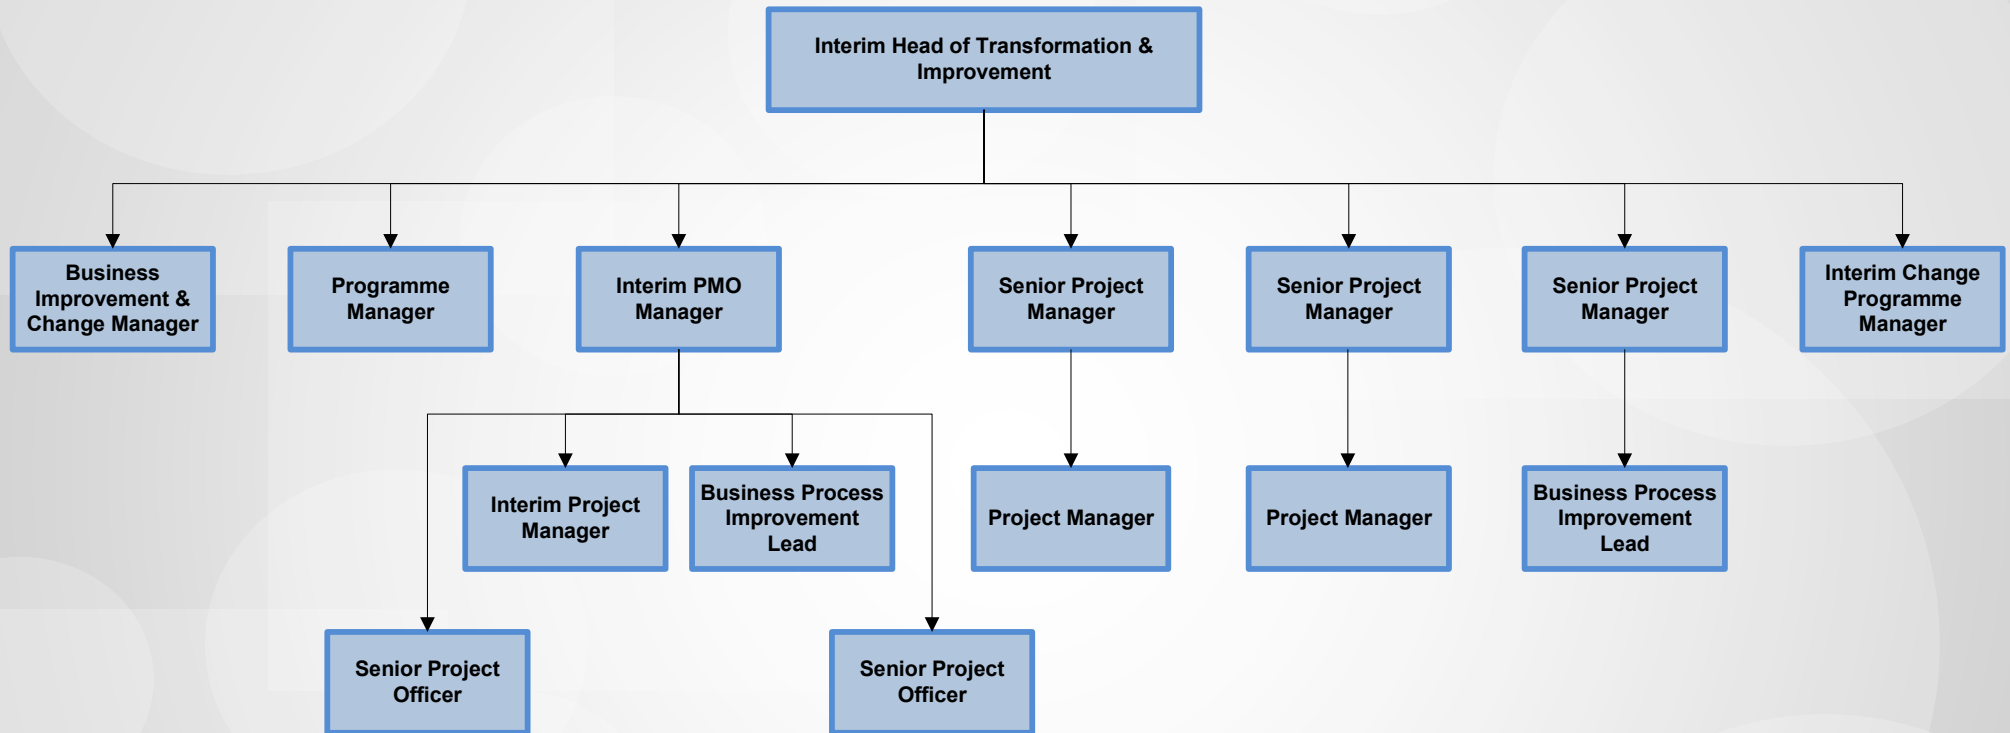 Interim Head of Transformation &
Improvement
Business
Improvement &
Change Manager
Programme
Manager
Interim PMO
Manager
Senior Project
Manager
Senior Project
Manager
Senior Project
Manager
Interim Change
Programme
Manager
Interim Project
Manager
Business Process
Improvement
Lead
Project Manager
Project Manager
Business Process
Improvement
Lead
Senior Project
Officer
Senior Project
Officer